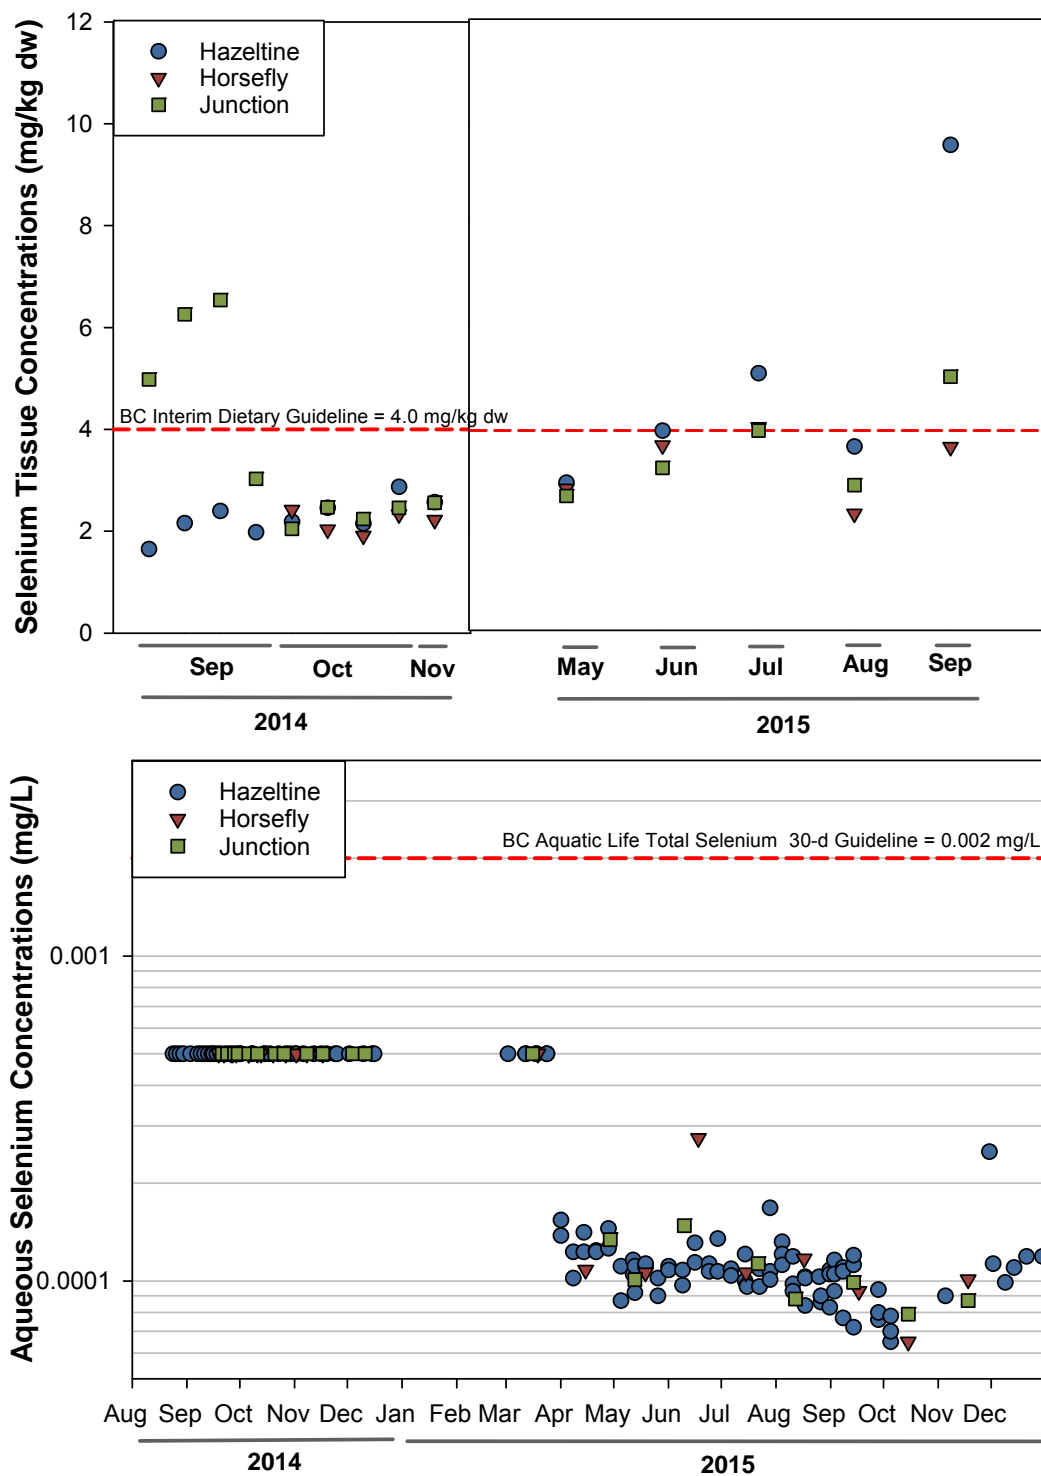 Selenium Tissue Concentrations (mg/kg dw)
12
10
8
6
4
2
0
Hazeltine
Horsefly
Junction
BC Interim Dietary Guideline = 4.0 mg/kg dw
Sep Oct Nov May Jun Jul Aug Sep
2014 2015
Aqueous Selenium Concentrations (mg/L)
Hazeltine
Horsefly
Junction
BC Aquatic Life Total Selenium 30-d Guideline = 0.002 mg/L
0.001
0.0001
Aug Sep Oct Nov Dec Jan Feb Mar Apr May Jun Jul Aug Sep Oct Nov Dec
2014 2015